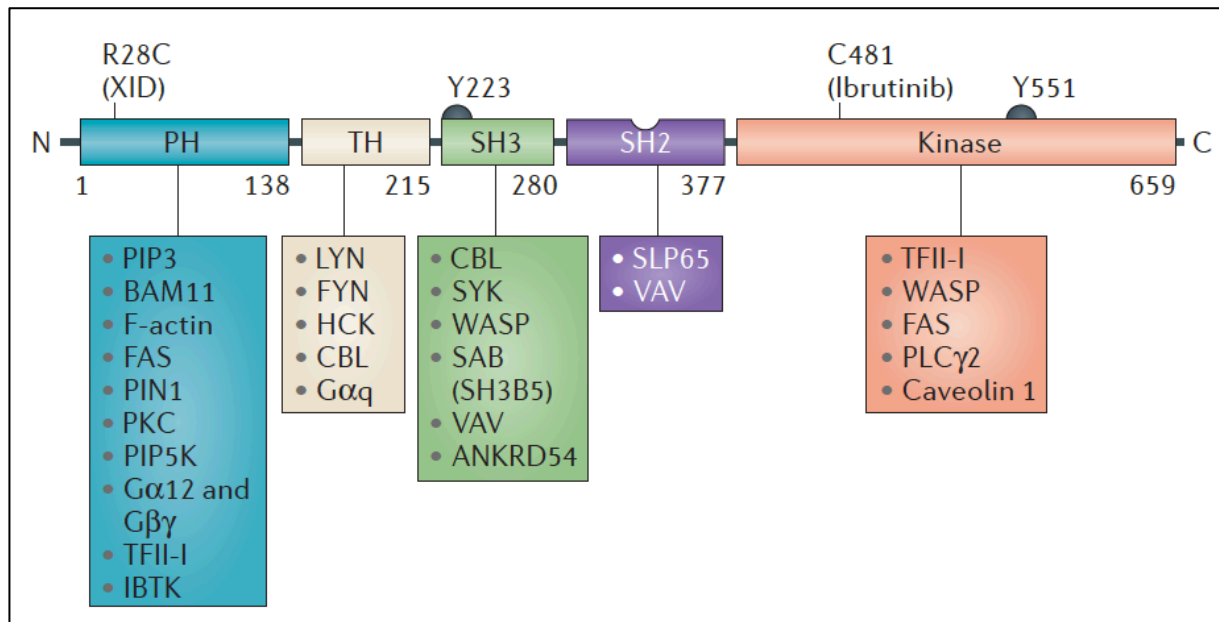 R28C
(XID)
Y223
C481
(Ibrutinib)
Y551
N
PH
TH
SH3
SH2
Kinase
C
1
138
215
280
377
659
• PIP3
• BAM11
• F-actin
• FAS
• PIN1
• PKC
• PIP5K
• Gα12 and
Gβγ
• TFII-I
• IBTK
• LYN
• FYN
• HCK
• CBL
• Gαq
• CBL
• SYK
• WASP
• SAB
(SH3B5)
• VAV
• ANKRD54
• SLP65
• VAV
• TFII-I
• WASP
• FAS
• PLCγ2
• Caveolin 1